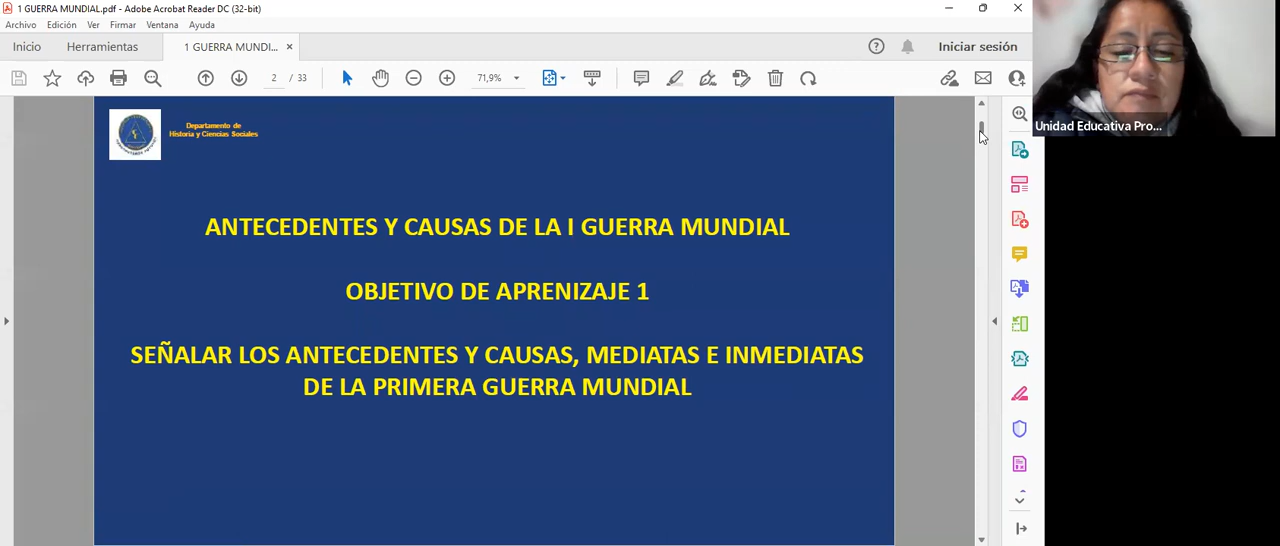 1 GUERRA MUNDIAL.pdf - Adobe Acrobat Reader DC (32-bit)
Archivo Edición Ver Firmar Ventana Ayuda
Inicio Herramientas 1 GUERRA MUNDI... × Iniciar sesión
2 / 33 71,9%
Unidad Educativa Pro...
Departamento de
Historia y Ciencias Sociales
ANTECEDENTES Y CAUSAS DE LA I GUERRA MUNDIAL
OBJETIVO DE APRENIZAJE 1
SEÑALAR LOS ANTECEDENTES Y CAUSAS, MEDIATAS E INMEDIATAS
DE LA PRIMERA GUERRA MUNDIAL